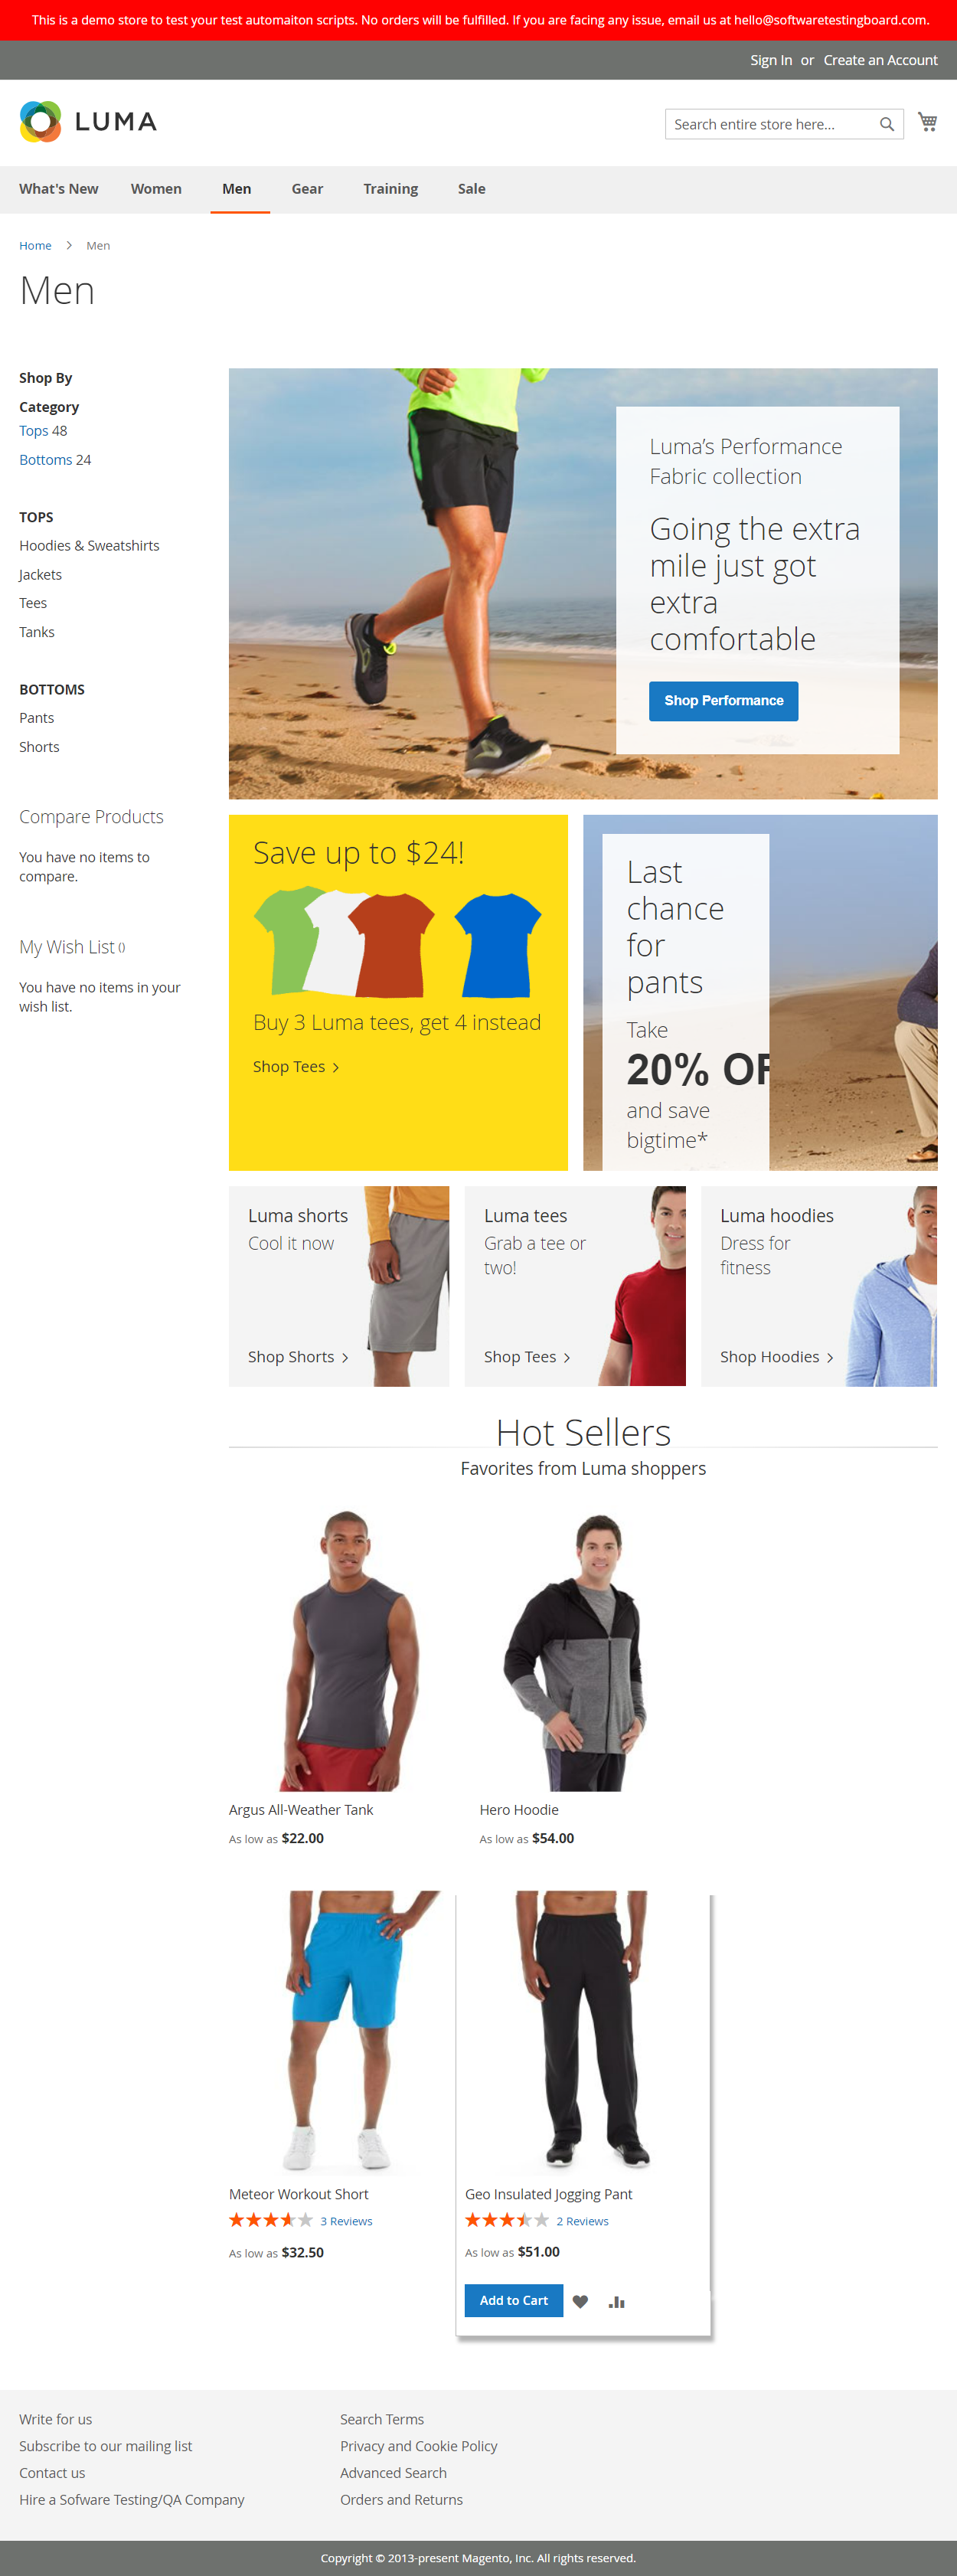 This is a demo store to test your test automaiton scripts. No orders will be fulfilled. If you are facing any issue, email us at hello@softwaretestingboard.com.
Sign In or Create an Account
LUMA
Search entire store here...
What's New Women Men Gear Training Sale
Home > Men
Men
Shop By
Category
Tops 48
Bottoms 24
TOPS
Hoodies & Sweatshirts
Jackets
Tees
Tanks
BOTTOMS
Pants
Shorts
Compare Products
You have no items to
compare.
My Wish List ()
You have no items in your
wish list.
Luma's Performance
Fabric collection
Going the extra
mile just got
extra
comfortable
Shop Performance
Save up to $24!
Buy 3 Luma tees, get 4 instead
Shop Tees >
Last
chance
for
pants
Take
20% OF
and save
bigtime*
Luma shorts
Cool it now
Shop Shorts >
Luma tees
Grab a tee or
two!
Shop Tees >
Luma hoodies
Dress for
fitness
Shop Hoodies >
Hot Sellers
Favorites from Luma shoppers
Argus All-Weather Tank
As low as $22.00
Hero Hoodie
As low as $54.00
Meteor Workout Short
3 Reviews
As low as $32.50
Geo Insulated Jogging Pant
2 Reviews
As low as $51.00
Add to Cart
Write for us
Subscribe to our mailing list
Contact us
Hire a Sofware Testing/QA Company
Search Terms
Privacy and Cookie Policy
Advanced Search
Orders and Returns
Copyright © 2013-present Magento, Inc. All rights reserved.